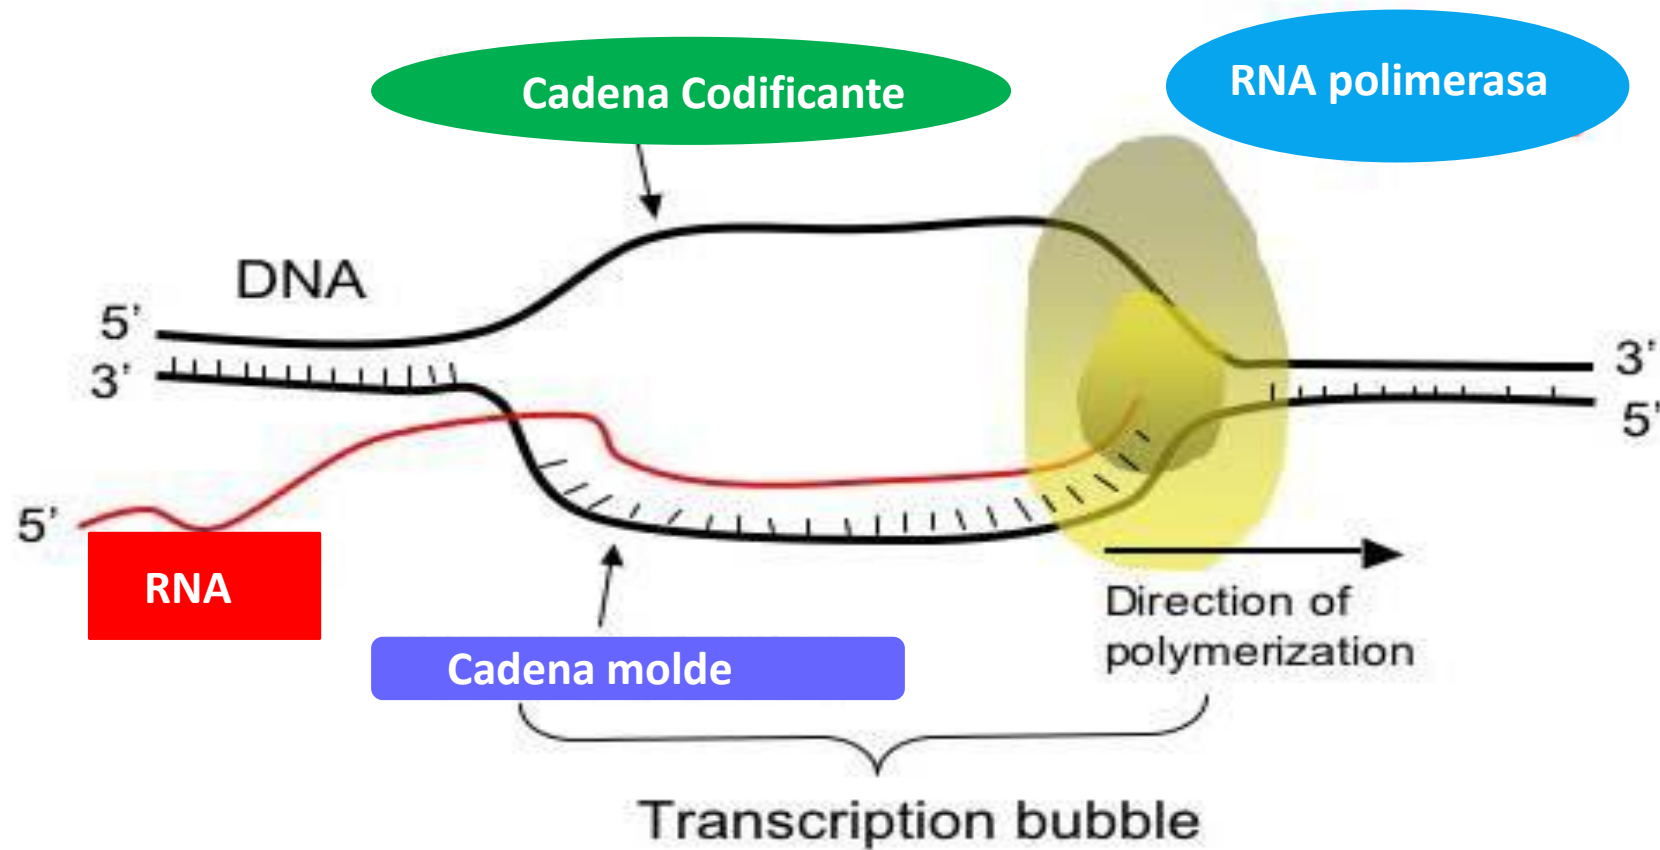 Cadena Codificante
RNA polimerasa
DNA
5’
3’
3’
5’
5’
RNA
Cadena molde
Direction of
polymerization
Transcription bubble